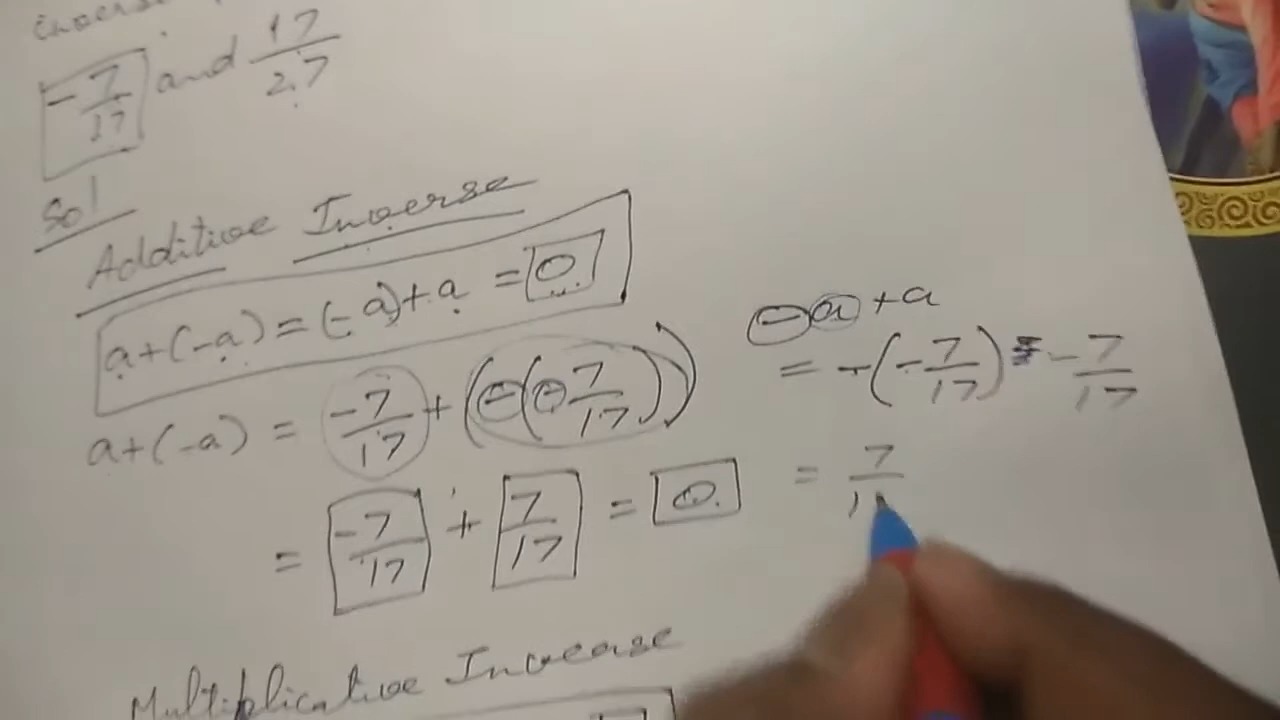 inverse
-7/17 and 17/27
Sol
Additive Inverse
a+(-a) = (-a)+a = 0
a+(-a) = -7/17 + (-(-7/17))
= -7/17 + 7/17 = 0
-a+a
= -(-7/17) = -7/17
= 7/1
Multiplicative Inverse